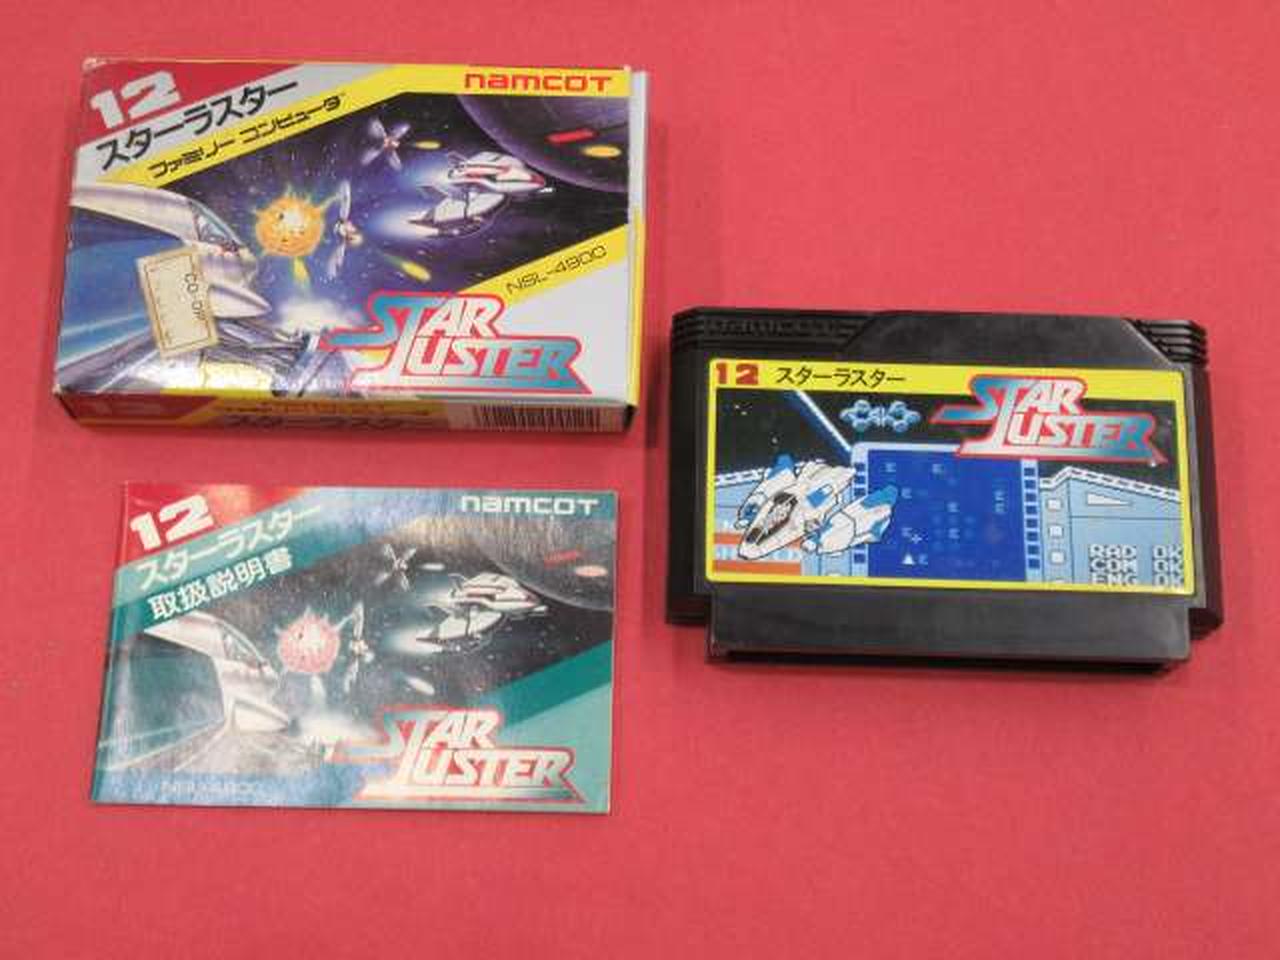 12
namcot
スターラスター
ファミリーコンピュータ
NSL-4900
STAR
LUSTER
12
namcot
スターラスター
取扱説明書
STAR
LUSTER
NSL-4900
12 スターラスター
STAR
LUSTER
RAD OK
COM OK
ENG OK